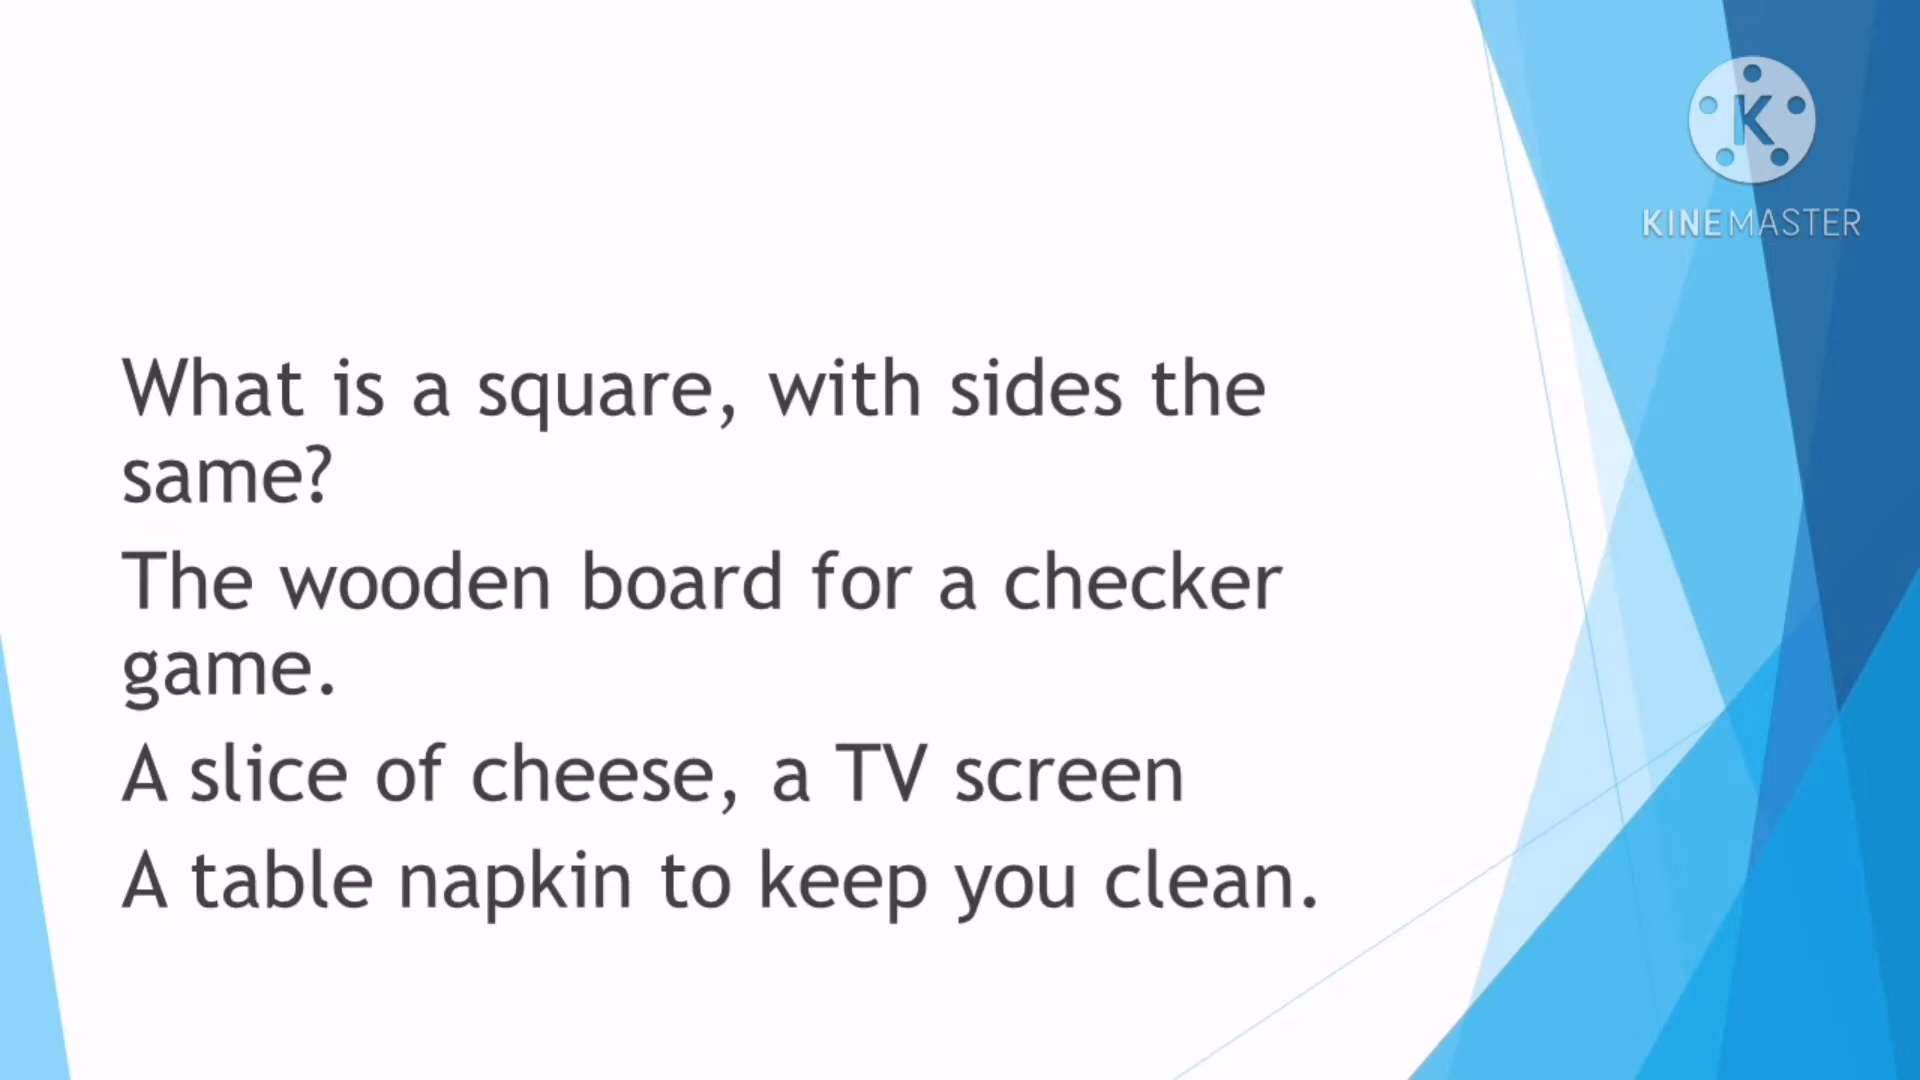 KINEMASTER
What is a square, with sides the
same?
The wooden board for a checker
game.
A slice of cheese, a TV screen
A table napkin to keep you clean.